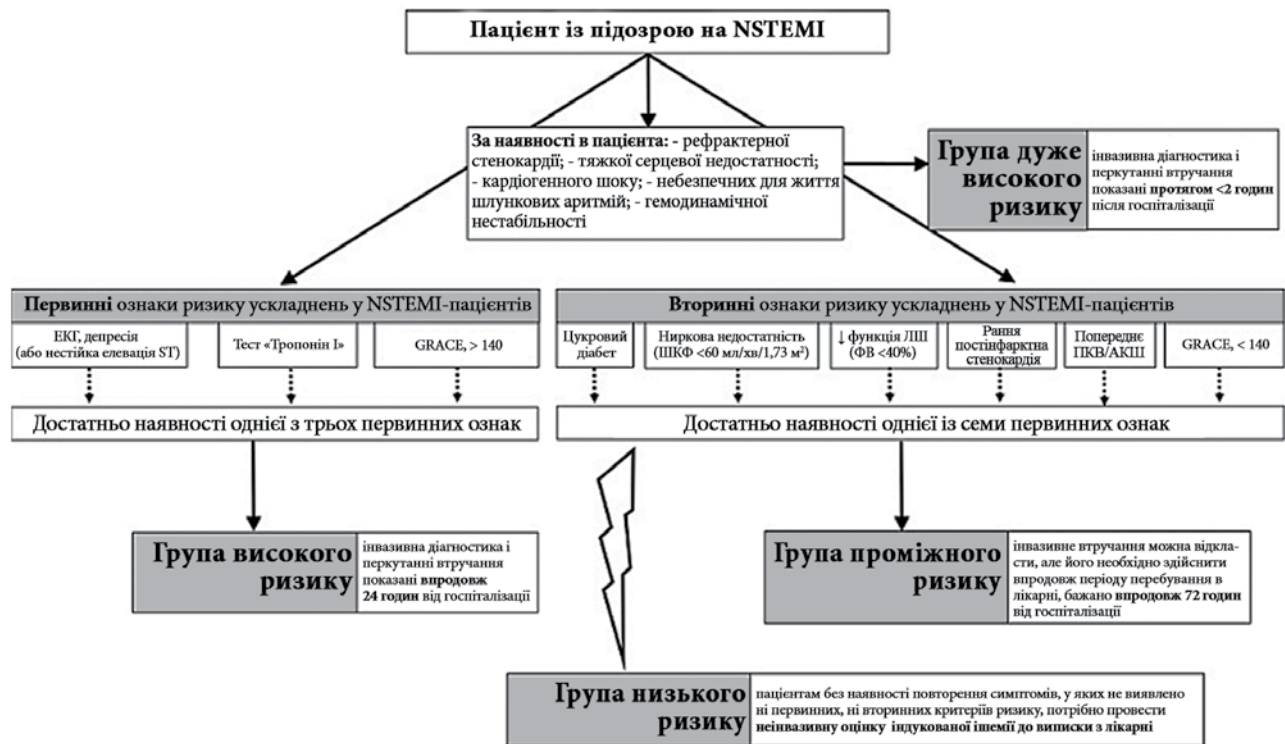 Пацієнт із підозрою на NSTEMI
За наявності в пацієнта: - рефрактерної
стенокардії; - тяжкої серцевої недостатності;
- кардіогенного шоку; - небезпечних для життя
шлункових аритмій; - гемодинамічної
нестабільності
Група дуже
високого
ризику
інвазивна діагностика і
перкутанні втручання
показані протягом <2 годин
після госпіталізації
Первинні ознаки ризику ускладнень у NSTEMI-пацієнтів
ЕКГ, депресія
(або нестійка елевація ST)
Тест «Тропонін I»
GRACE, > 140
Достатньо наявності однієї з трьох первинних ознак
Вторинні ознаки ризику ускладнень у NSTEMI-пацієнтів
Цукровий
діабет
Ниркова недостатність
(ШКФ <60 мл/хв/1,73 м²)
↓ функція ЛШ
(ФВ <40%)
Рання
постінфарктна
стенокардія
Попереднє
ПКВ/АКШ
GRACE, < 140
Достатньо наявності однієї із семи первинних ознак
Група високого
ризику
інвазивна діагностика і
перкутанні втручання
показані впродовж
24 годин від госпіталізації
Група проміжного
ризику
інвазивне втручання можна відкла-
сти, але його необхідно здійснити
впродовж періоду перебування в
лікарні, бажано впродовж 72 годин
від госпіталізації
Група низького
ризику
пацієнтам без наявності повторення симптомів, у яких не виявлено
ні первинних, ні вторинних критеріїв ризику, потрібно провести
неінвазивну оцінку індукованої ішемії до виписки з лікарні